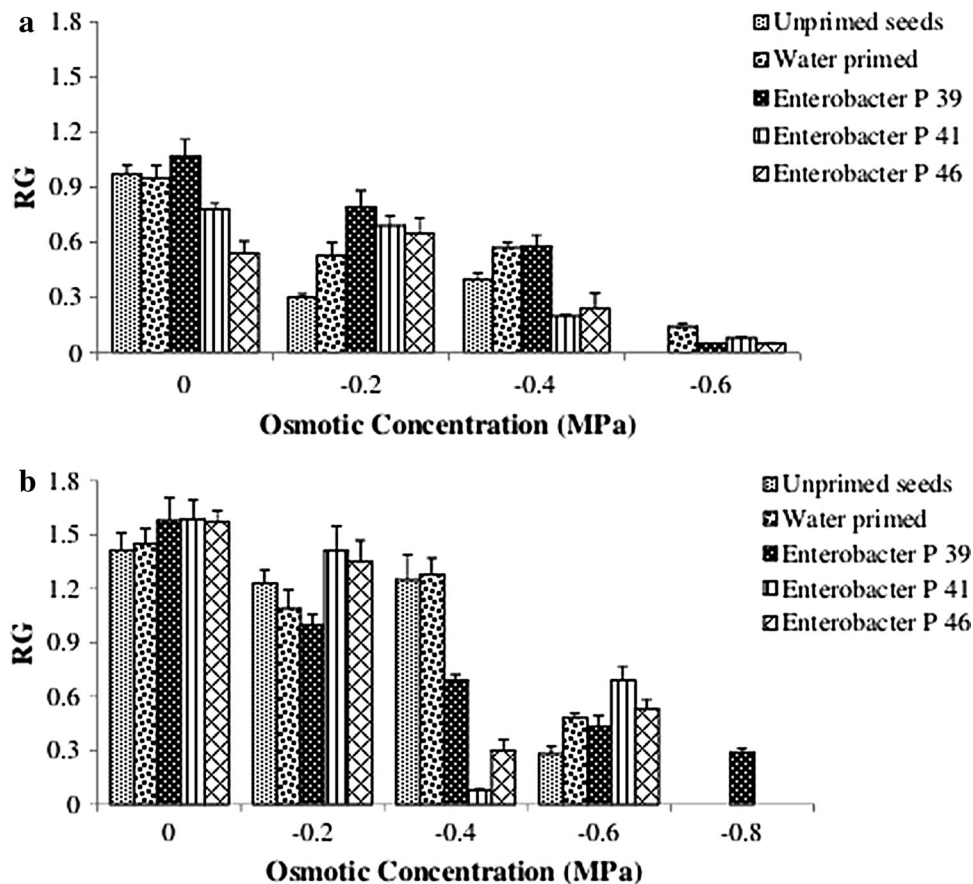 a
1.8
1.5
1.2
0.9
0.6
0.3
0
RG
0 -0.2 -0.4 -0.6
Osmotic Concentration (MPa)
Unprimed seeds
Water primed
Enterobacter P 39
Enterobacter P 41
Enterobacter P 46
b
1.8
1.5
1.2
0.9
0.6
0.3
0
RG
0 -0.2 -0.4 -0.6 -0.8
Osmotic Concentration (MPa)
Unprimed seeds
Water primed
Enterobacter P 39
Enterobacter P 41
Enterobacter P 46